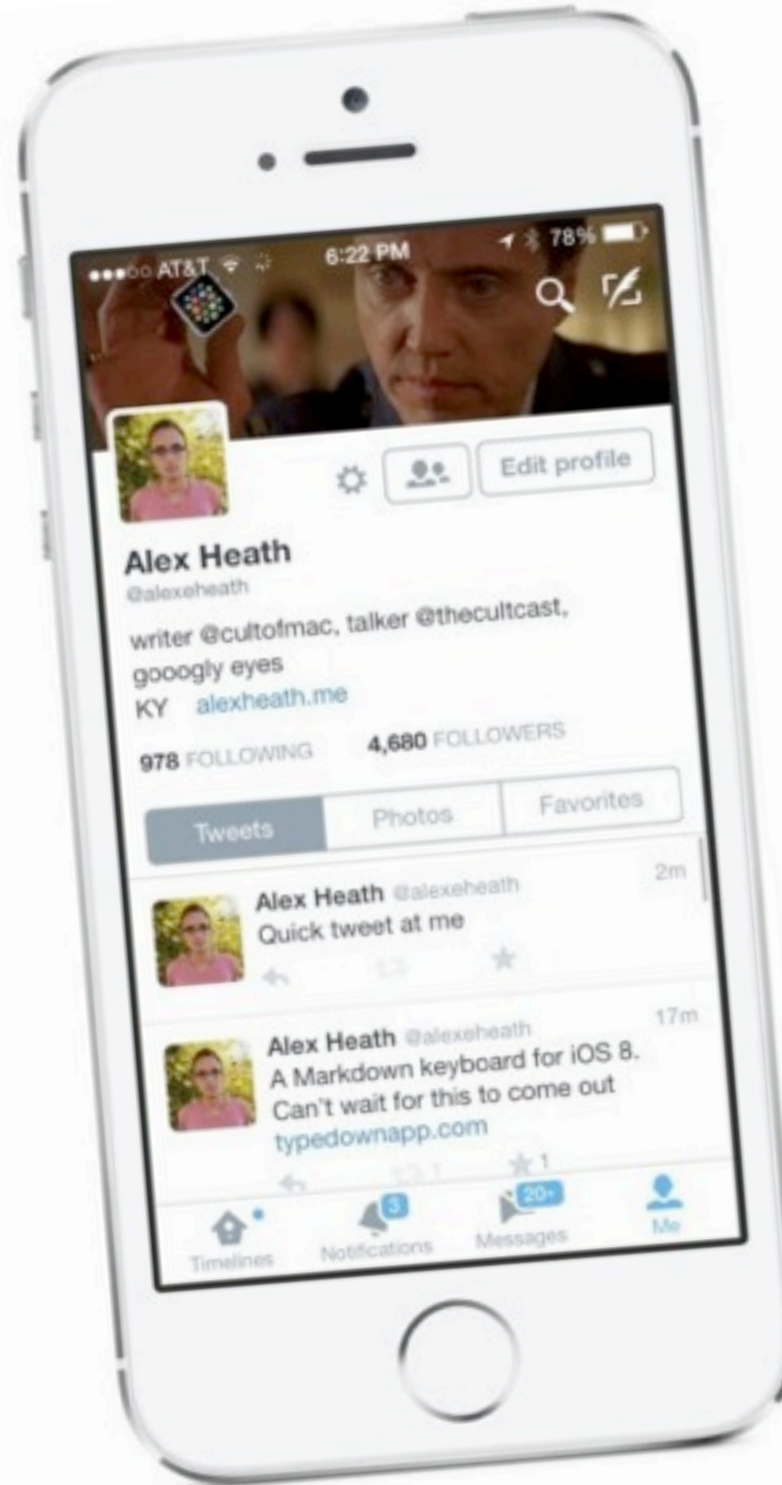 AT&T 6:22 PM 78%
Edit profile
Alex Heath
@alexeheath
writer @cultofmac, talker @thecultcast,
gooogly eyes
KY alexheath.me
978 FOLLOWING 4,680 FOLLOWERS
Tweets Photos Favorites
Alex Heath @alexeheath 2m
Quick tweet at me
Alex Heath @alexeheath 17m
A Markdown keyboard for iOS 8.
Can't wait for this to come out
typedownapp.com
1 1
3 20+
Timelines Notifications Messages Me